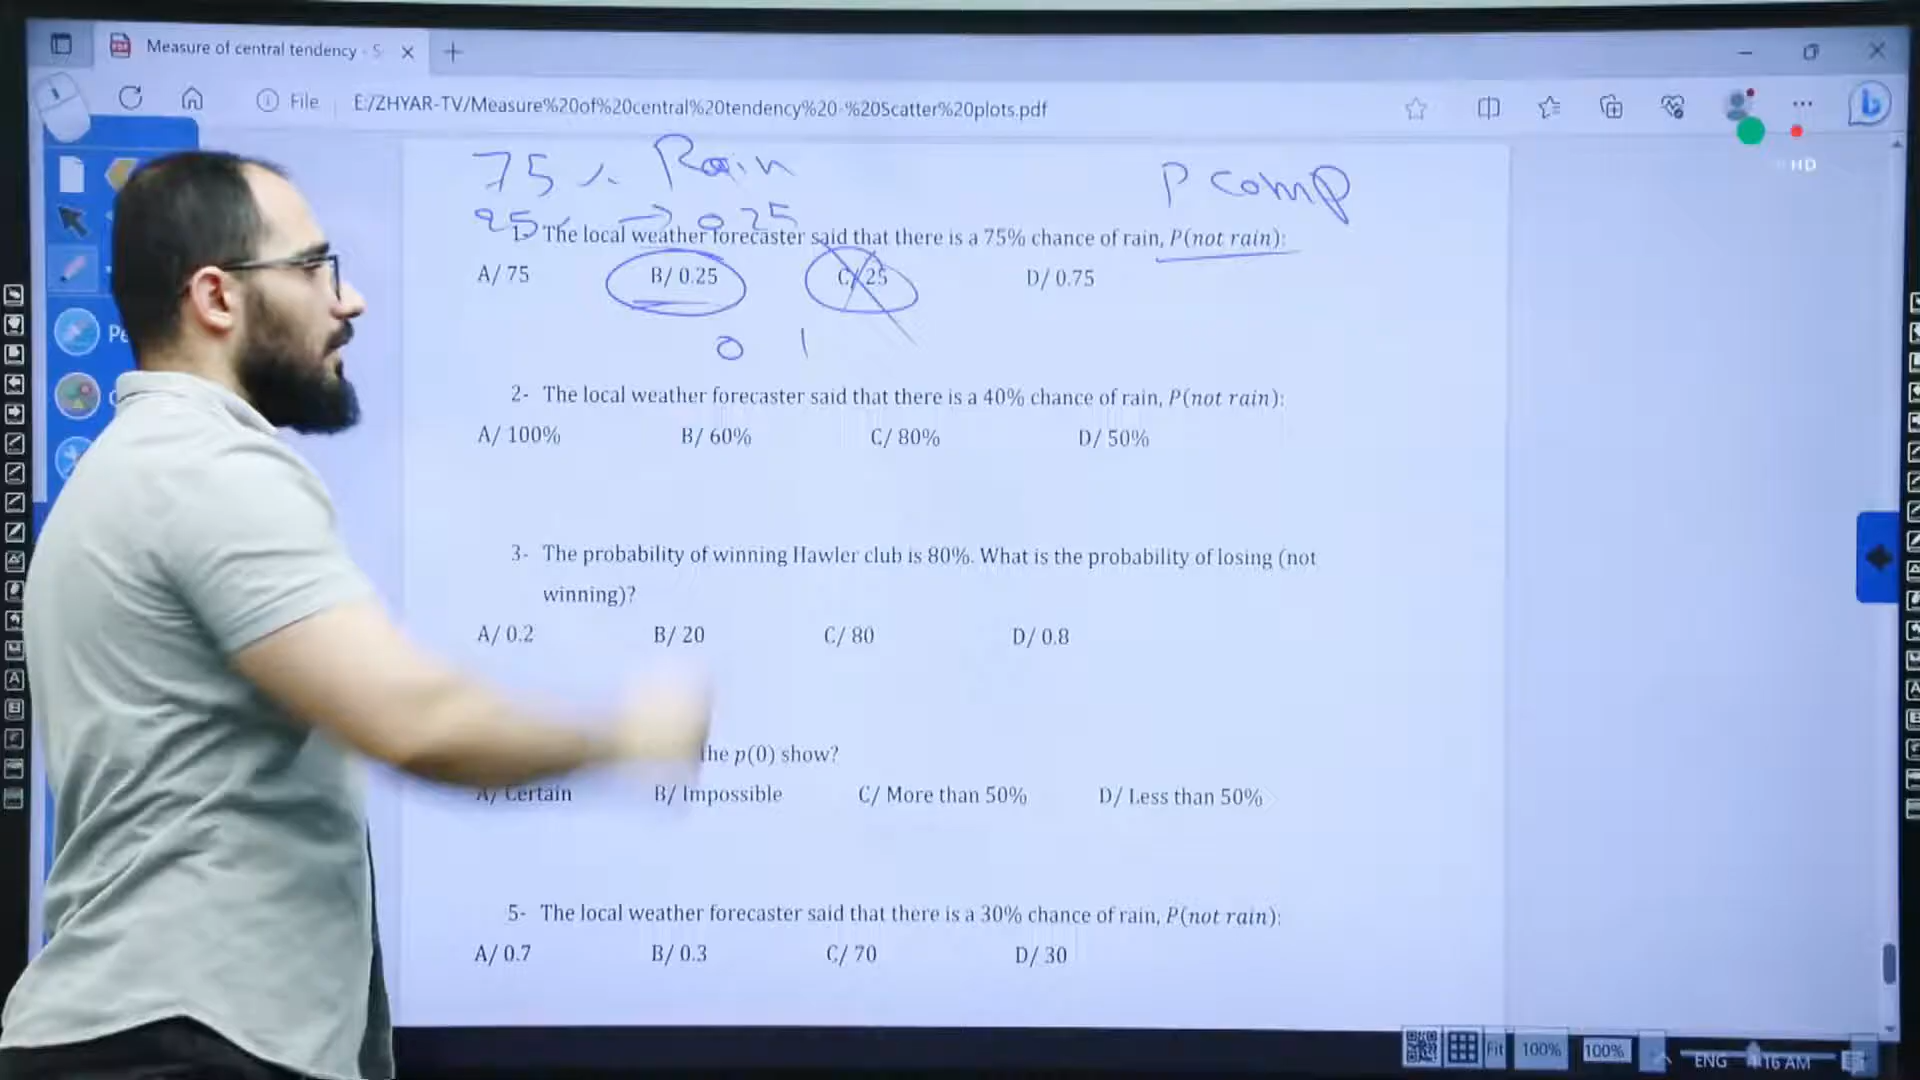 Measure of central tendency - S
File E:/ZHYAR-TV/Measure%20of%20central%20tendency%20-%20Scatter%20plots.pdf
HD
75 % Rain
P comp
25% → 0.25
1- The local weather forecaster said that there is a 75% chance of rain, P(not rain):
A/ 75 B/ 0.25 C/ 25 D/ 0.75
0 1
2- The local weather forecaster said that there is a 40% chance of rain, P(not rain):
A/ 100% B/ 60% C/ 80% D/ 50%
3- The probability of winning Hawler club is 80%. What is the probability of losing (not
winning)?
A/ 0.2 B/ 20 C/ 80 D/ 0.8
the p(0) show?
A/ Certain B/ Impossible C/ More than 50% D/ Less than 50%
5- The local weather forecaster said that there is a 30% chance of rain, P(not rain):
A/ 0.7 B/ 0.3 C/ 70 D/ 30
Fit 100% 100% ENG 4:16 AM